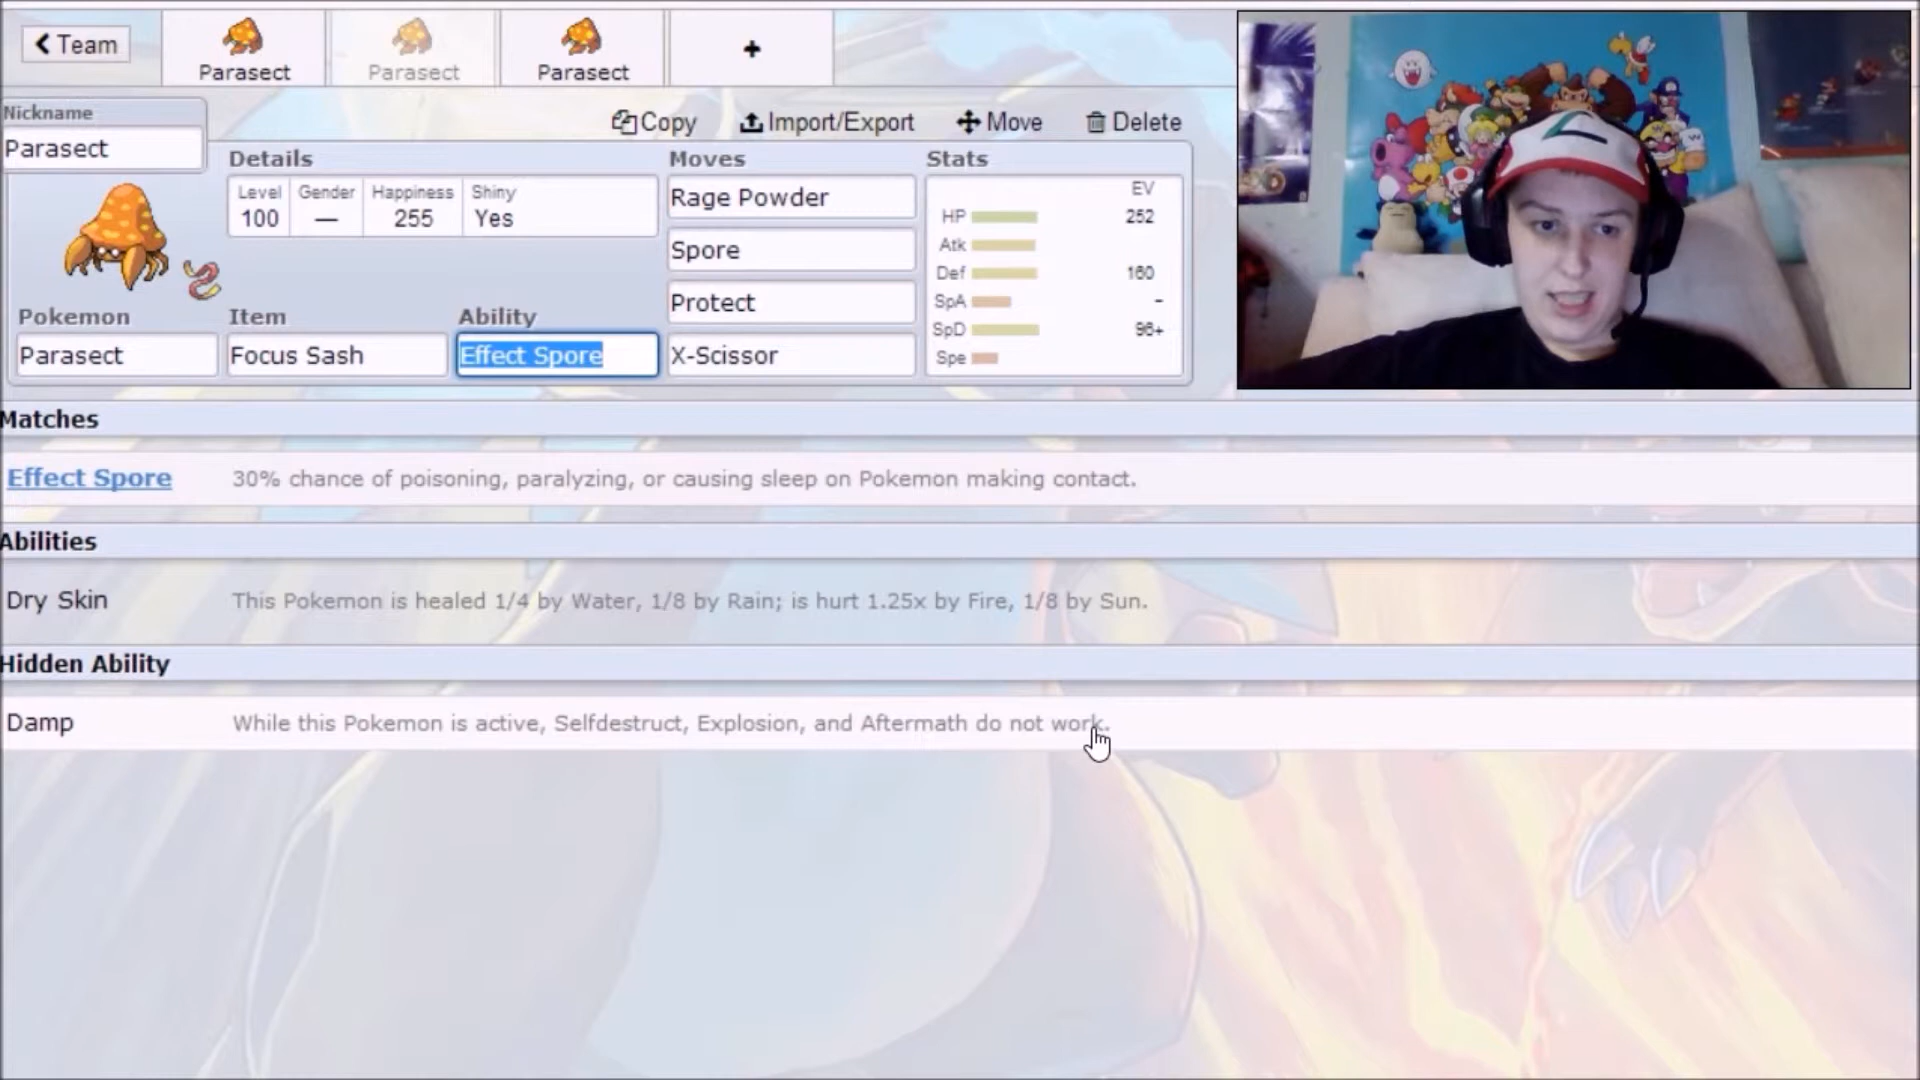 Team
Parasect
Parasect
Parasect
+
Nickname
Parasect
Copy
Import/Export
Move
Delete
Details
Level
100
Gender
—
Happiness
255
Shiny
Yes
Moves
Rage Powder
Spore
Protect
X-Scissor
Stats
EV
HP 252
Atk
Def 160
SpA -
SpD 96+
Spe
Pokemon
Parasect
Item
Focus Sash
Ability
Effect Spore
Matches
Effect Spore 30% chance of poisoning, paralyzing, or causing sleep on Pokemon making contact.
Abilities
Dry Skin This Pokemon is healed 1/4 by Water, 1/8 by Rain; is hurt 1.25x by Fire, 1/8 by Sun.
Hidden Ability
Damp While this Pokemon is active, Selfdestruct, Explosion, and Aftermath do not work.